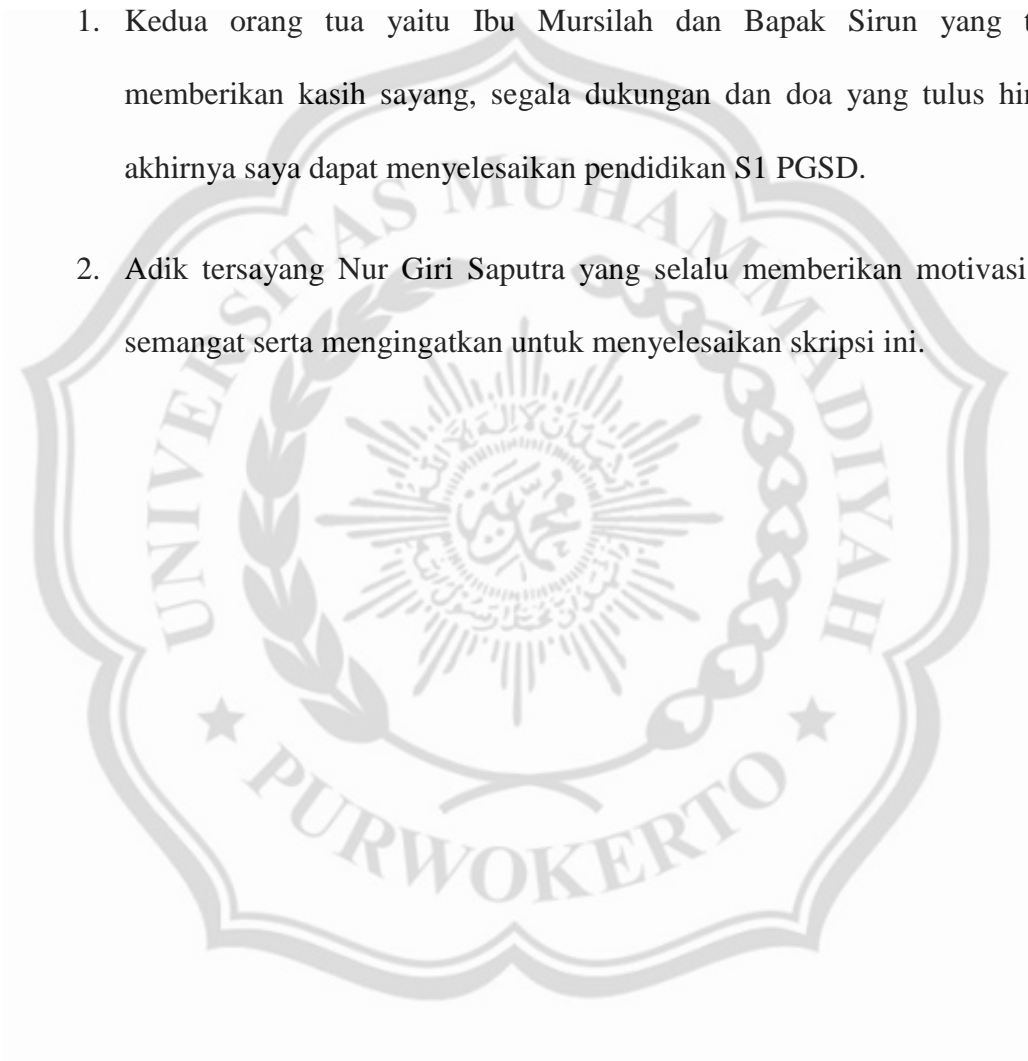 1. Kedua orang tua yaitu Ibu Mursilah dan Bapak Sirun yang
memberikan kasih sayang, segala dukungan dan doa yang tulus
akhirnya saya dapat menyelesaikan pendidikan S1 PGSD.
2. Adik tersayang Nur Giri Saputra yang selalu memberikan motivasi
semangat serta mengingatkan untuk menyelesaikan skripsi ini.
UNIVERSITAS MUHAMMADIYAH
PURWOKERTO